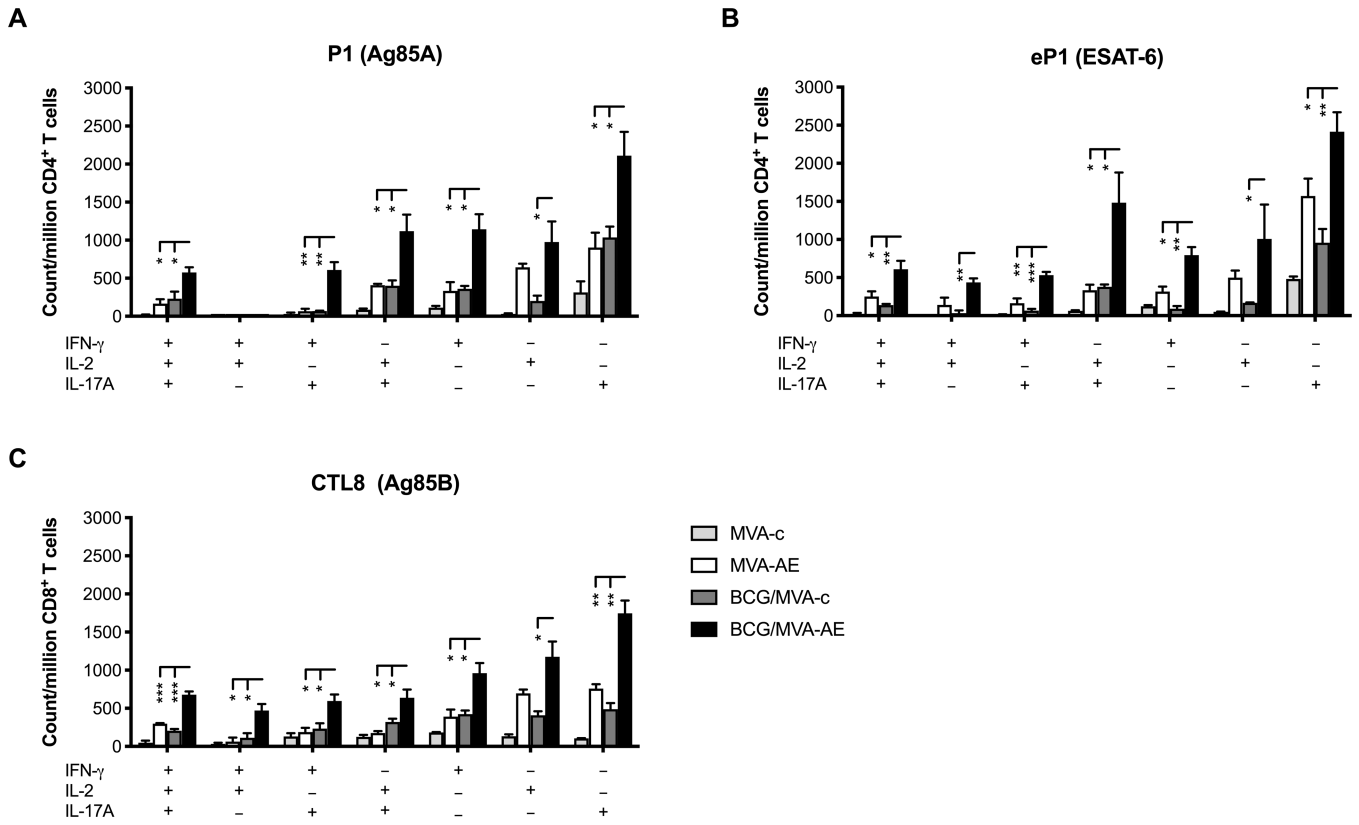 A
P1 (Ag85A)
Count/million CD4⁺ T cells
3000
2500
2000
1500
1000
500
0
* *
** **
* *
* *
*
* *
IFN-γ + + + – + – –
IL-2 + + – + – + –
IL-17A + – + + – – +
B
eP1 (ESAT-6)
Count/million CD4⁺ T cells
3000
2500
2000
1500
1000
500
0
* **
**
** ***
* *
* **
*
* **
IFN-γ + + + – + – –
IL-2 + + – + – + –
IL-17A + – + + – – +
C
CTL8 (Ag85B)
Count/million CD8⁺ T cells
3000
2500
2000
1500
1000
500
0
*** ***
* *
* *
* *
* *
*
** **
IFN-γ + + + – + – –
IL-2 + + – + – + –
IL-17A + – + + – – +
MVA-c
MVA-AE
BCG/MVA-c
BCG/MVA-AE